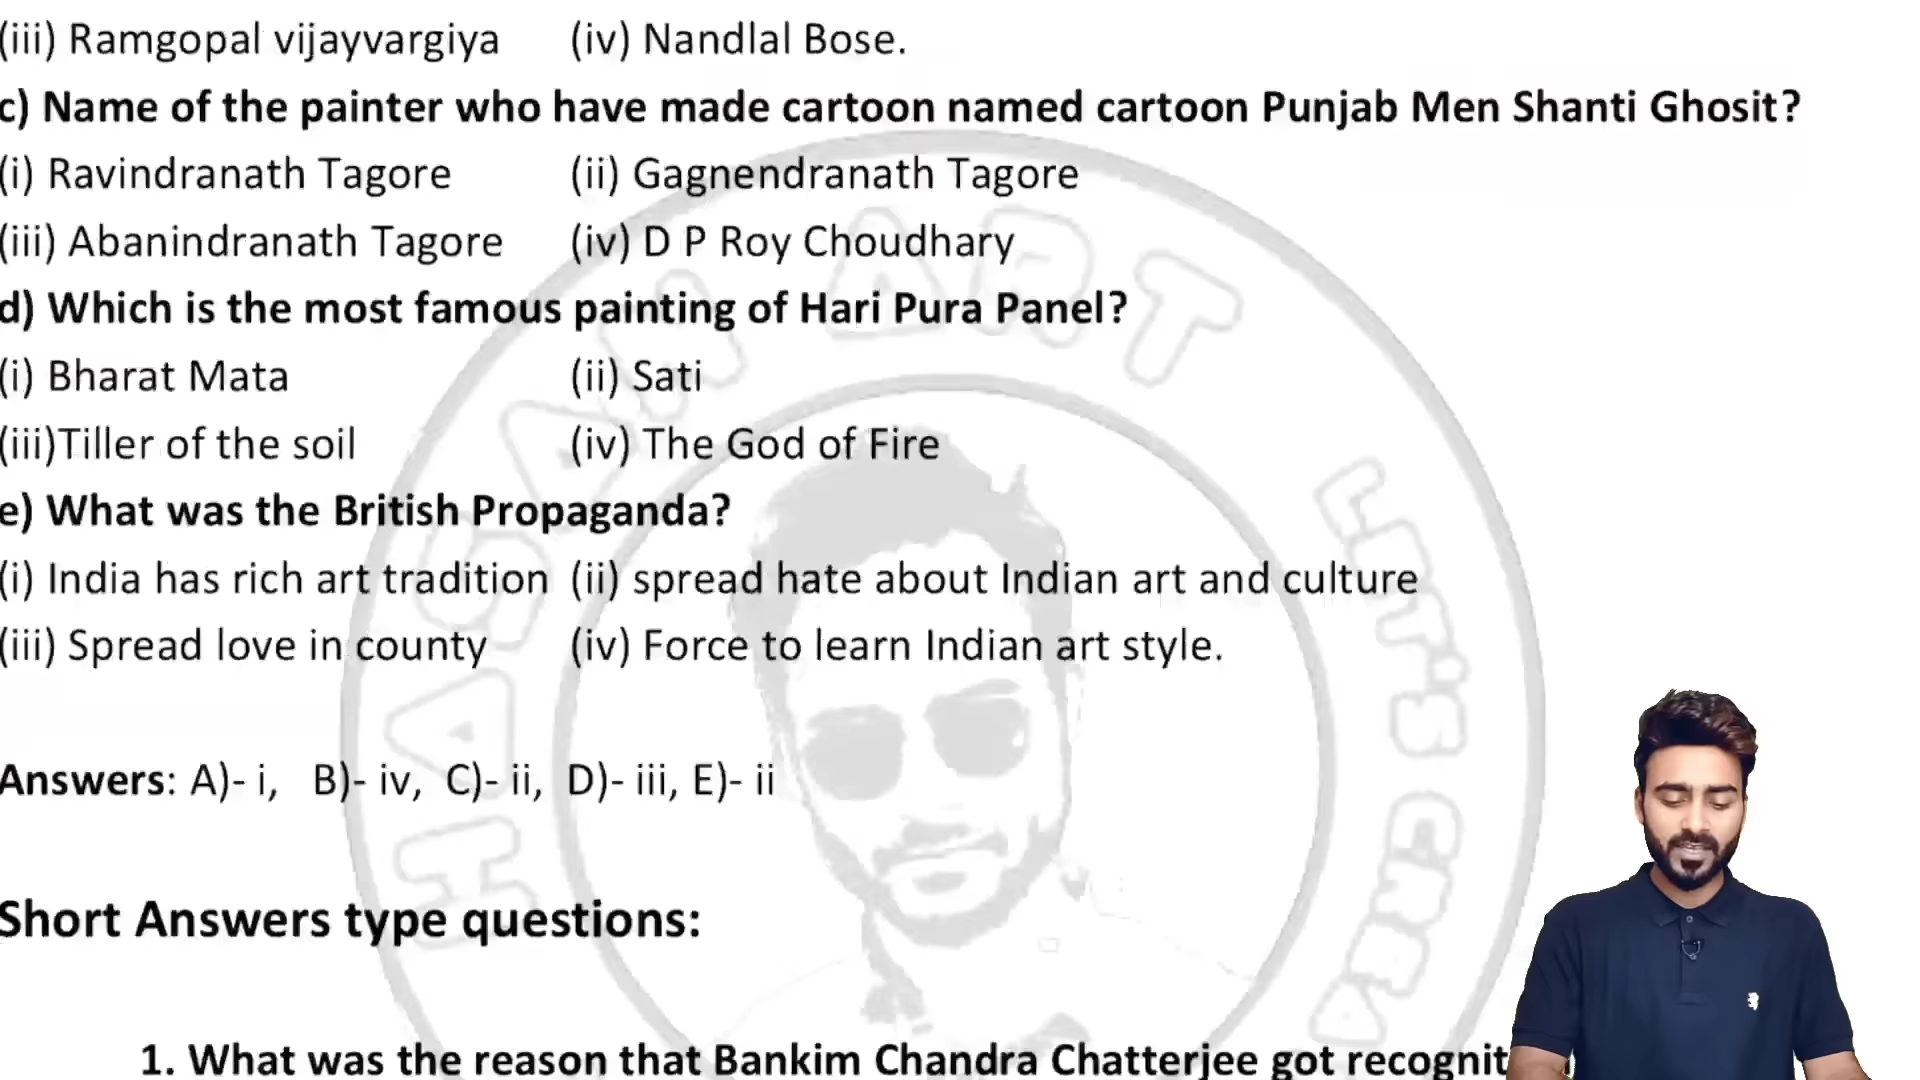 (iii) Ramgopal vijayvargiya (iv) Nandlal Bose.
c) Name of the painter who have made cartoon named cartoon Punjab Men Shanti Ghosit?
(i) Ravindranath Tagore (ii) Gagnendranath Tagore
(iii) Abanindranath Tagore (iv) D P Roy Choudhary
d) Which is the most famous painting of Hari Pura Panel?
(i) Bharat Mata (ii) Sati
(iii)Tiller of the soil (iv) The God of Fire
e) What was the British Propaganda?
(i) India has rich art tradition (ii) spread hate about Indian art and culture
(iii) Spread love in county (iv) Force to learn Indian art style.
Answers: A)- i, B)- iv, C)- ii, D)- iii, E)- ii
Short Answers type questions:
1. What was the reason that Bankim Chandra Chatterjee got recognit
ART